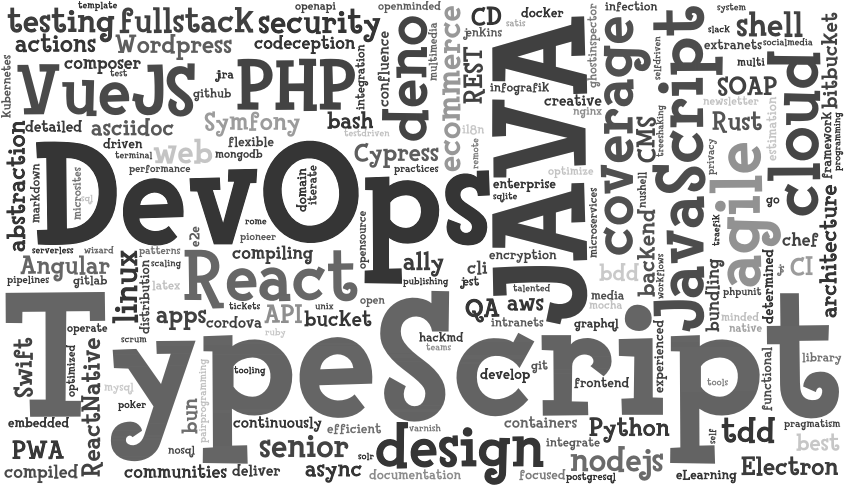 template
openapi
openminded
infection
system
testing
fullstack
security
CD
docker
slack
shell
socialmedia
actions
Wordpress
codeception
confluence
deno
multimedia
ecommerce
REST
jenkins
satis
ghostinspector
coverage
selfdriven
JavaScript
extranets
multi
bitbucket
kubernetes
composer
test
jra
integration
infografik
creative
nginx
SOAP
cloud
VueJS
github
PHP
JAVA
newsletter
detailed
asciidoc
Symfony
bash
testdriven
i18n
CMS
treeshaking
Rust
estimation
framework
programming
abstraction
driven
flexible
terminal
web
mongodb
Cypress
remote
optimize
privacy
agile
markdown
microsites
sql
performance
practices
DevOps
domain
iterate
enterprise
sqlite
microservices
nushell
go
serverless
wizard
patterns
e2e
rome
pioneer
opensource
encryption
backend
workflows
traefik
chef
architecture
Angular
linux
scaling
compiling
ally
cli
bdd
js
CI
pipelines
gitlab
distribution
latex
React
publishing
jest
talented
media
mocha
bundling
phpunit
determined
apps
cordova
tickets
API
unix
open
bucket
QA
aws
intranets
graphql
minded
native
operate
ruby
TypeScript
hackmd
teams
experienced
Swift
optimized
ReactNative
scrum
mysql
pairprogramming
tooling
develop
git
frontend
tools
functional
library
embedded
poker
bun
continuously
efficient
varnish
containers
Python
self
tdd
pragmatism
PWA
nosql
senior
solr
design
integrate
nodejs
best
compiled
communities
deliver
async
documentation
focused
postgresql
eLearning
Electron